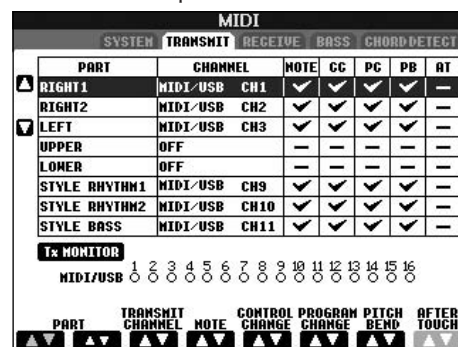 MIDI
SYSTEM TRANSMIT RECEIVE BASS CHORD DETECT
PART CHANNEL NOTE CC PC PB AT
RIGHT1 MIDI/USB CH1
RIGHT2 MIDI/USB CH2
LEFT MIDI/USB CH3
UPPER OFF
LOWER OFF
STYLE RHYTHM1 MIDI/USB CH9
STYLE RHYTHM2 MIDI/USB CH10
STYLE BASS MIDI/USB CH11
Tx MONITOR
1 2 3 4 5 6 7 8 9 10 11 12 13 14 15 16
MIDI/USB
PART TRANSMIT CHANNEL NOTE CONTROL CHANGE PROGRAM CHANGE PITCH BEND AFTER TOUCH